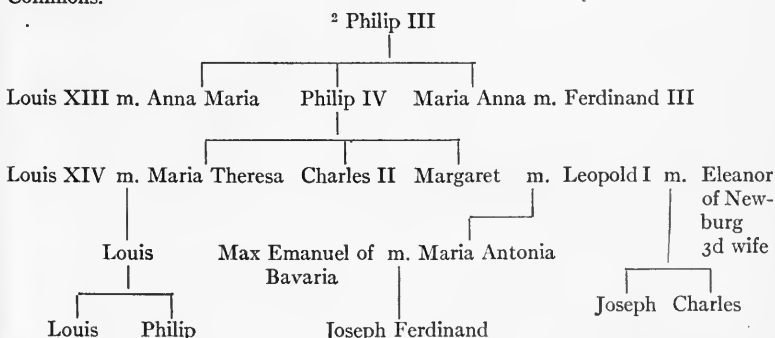 Commons.
² Philip III
Louis XIII m. Anna Maria Philip IV Maria Anna m. Ferdinand III
Louis XIV m. Maria Theresa Charles II Margaret m. Leopold I m. Eleanor
of New-
burg
3d wife
Louis Max Emanuel of m. Maria Antonia
Bavaria
Joseph Charles
Louis Philip Joseph Ferdinand